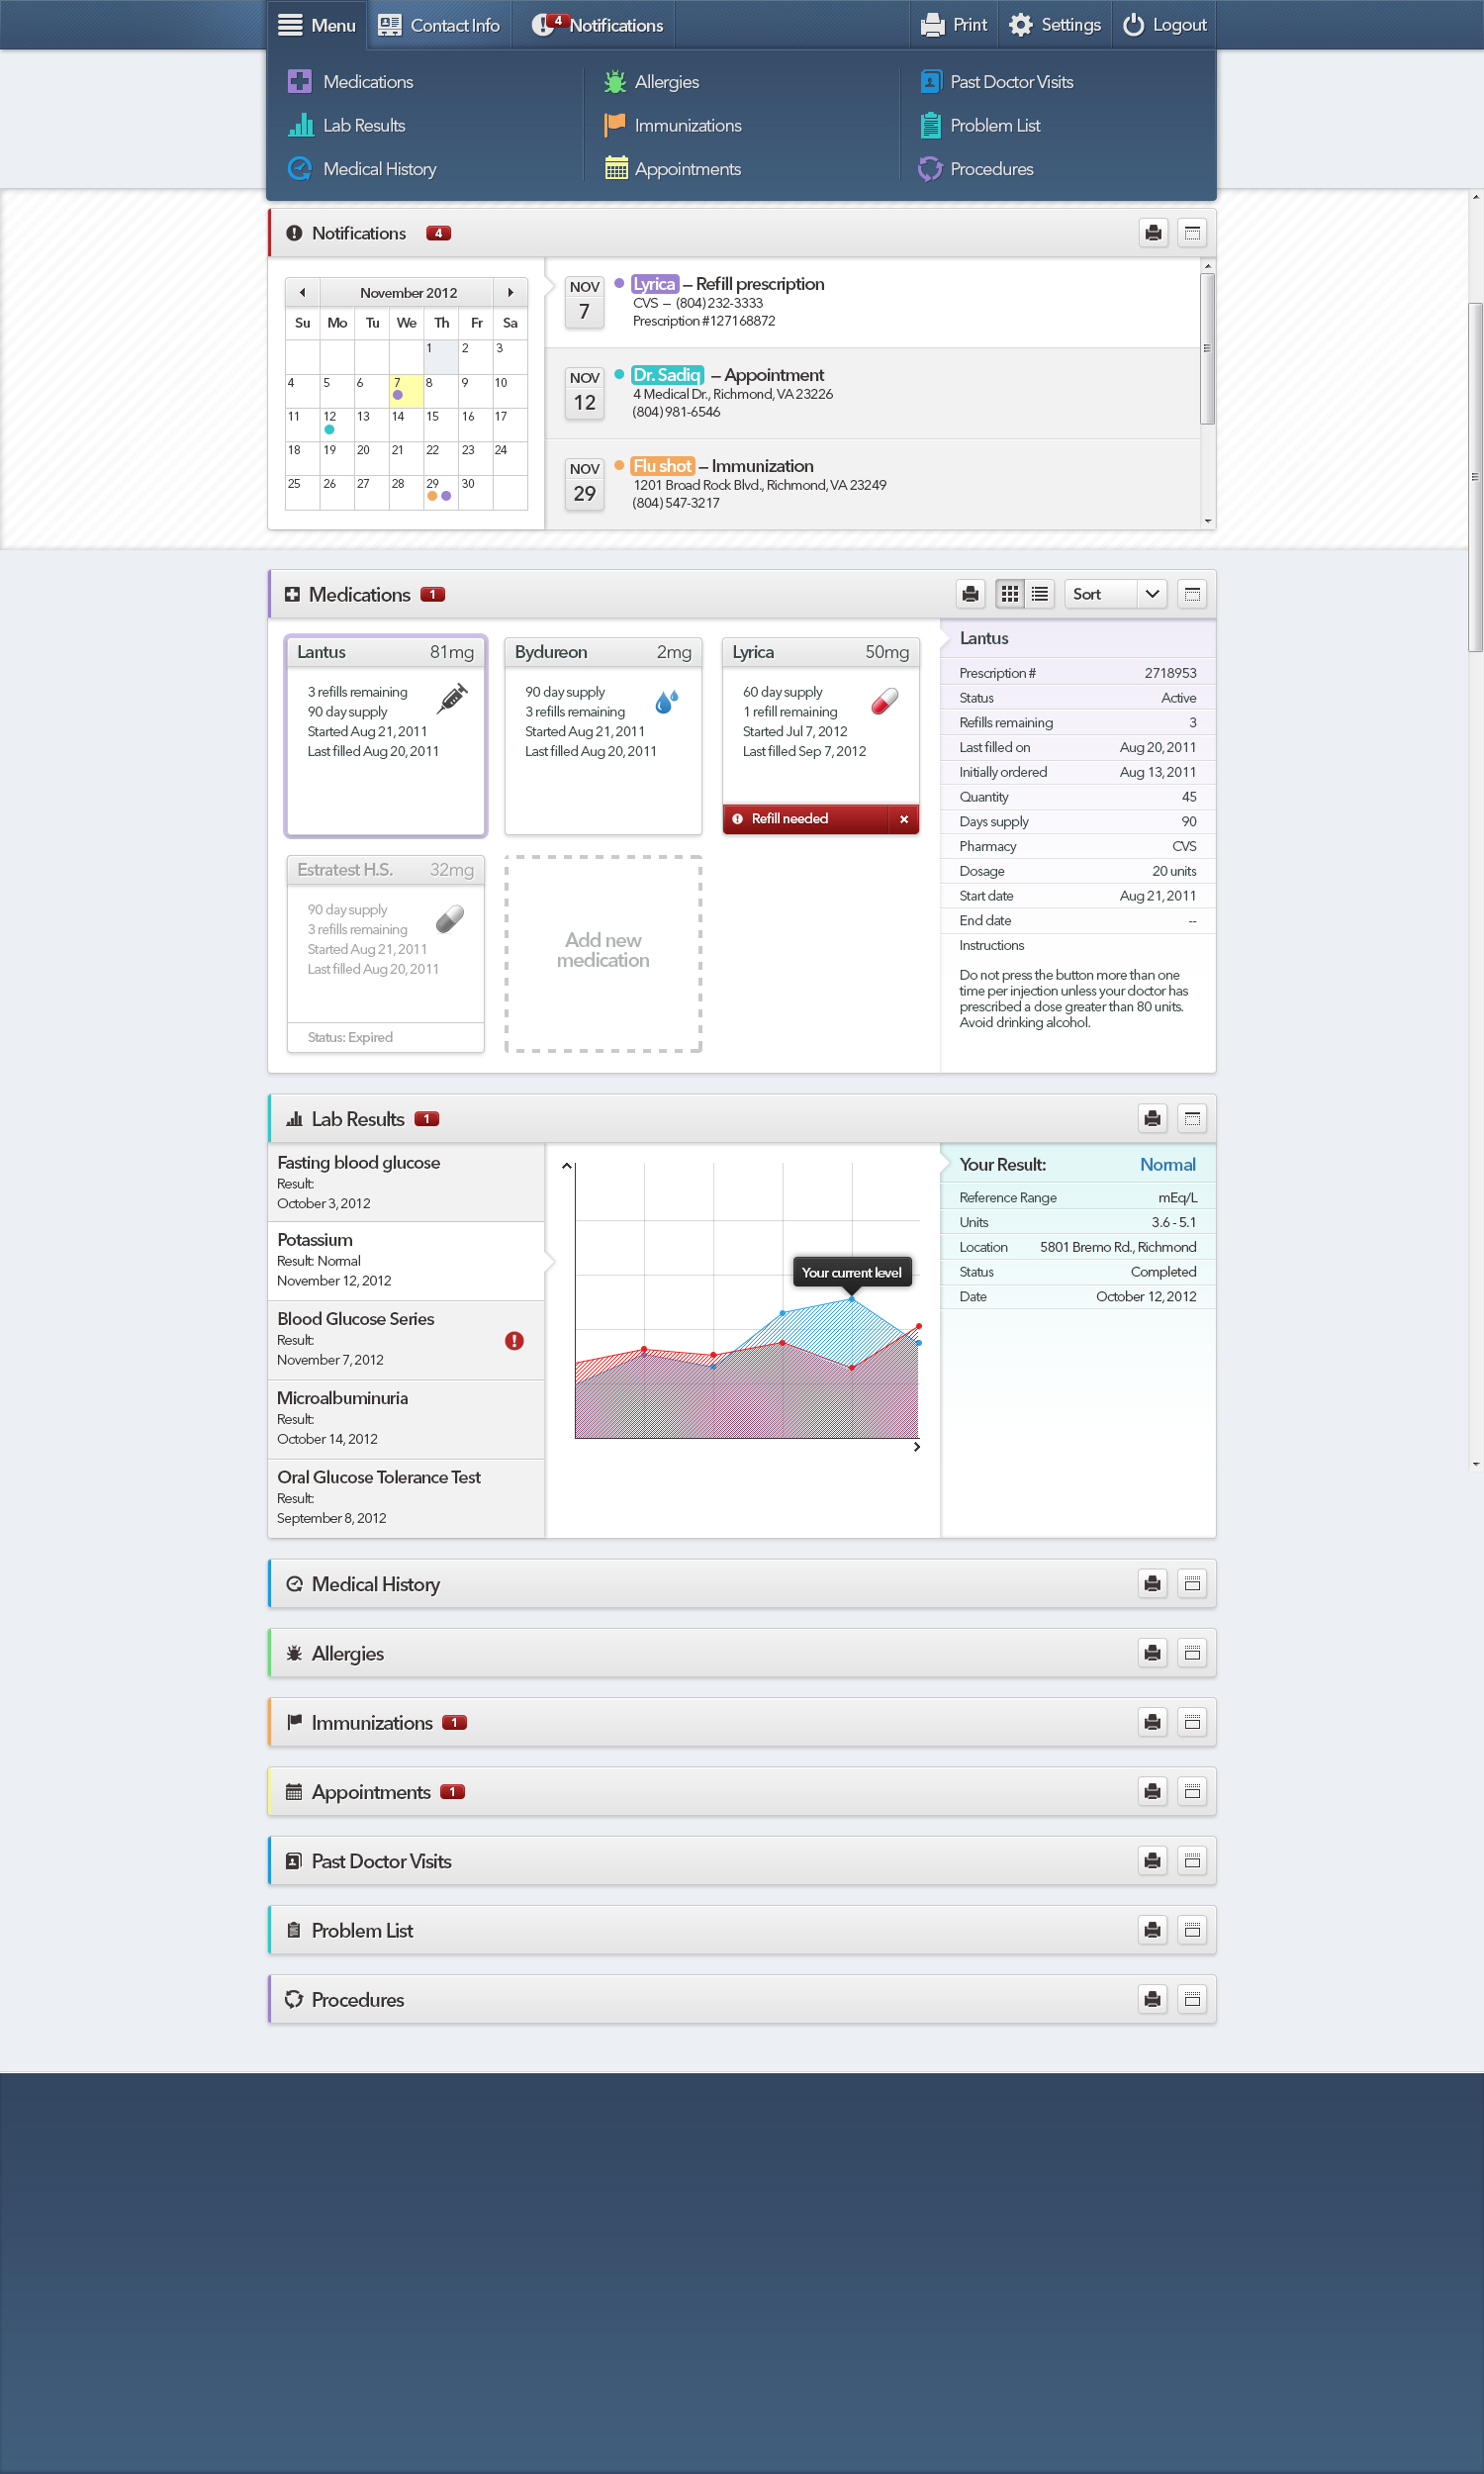 Menu
Contact Info
4
Notifications
Print
Settings
Logout
Medications
Allergies
Past Doctor Visits
Lab Results
Immunizations
Problem List
Medical History
Appointments
Procedures
Notifications 4
November 2012
Su Mo Tu We Th Fr Sa
1 2 3
4 5 6 7 8 9 10
11 12 13 14 15 16 17
18 19 20 21 22 23 24
25 26 27 28 29 30
NOV
7
Lyrica – Refill prescription
CVS – (804) 232-3333
Prescription #127168872
NOV
12
Dr. Sadiq – Appointment
4 Medical Dr., Richmond, VA 23226
(804) 981-6546
NOV
29
Flu shot – Immunization
1201 Broad Rock Blvd., Richmond, VA 23249
(804) 547-3217
Medications 1
Sort
Lantus 81mg
3 refills remaining
90 day supply
Started Aug 21, 2011
Last filled Aug 20, 2011
Bydureon 2mg
90 day supply
3 refills remaining
Started Aug 21, 2011
Last filled Aug 20, 2011
Lyrica 50mg
60 day supply
1 refill remaining
Started Jul 7, 2012
Last filled Sep 7, 2012
Refill needed
Estratest H.S. 32mg
90 day supply
3 refills remaining
Started Aug 21, 2011
Last filled Aug 20, 2011
Status: Expired
Add new
medication
Lantus
Prescription # 2718953
Status Active
Refills remaining 3
Last filled on Aug 20, 2011
Initially ordered Aug 13, 2011
Quantity 45
Days supply 90
Pharmacy CVS
Dosage 20 units
Start date Aug 21, 2011
End date --
Instructions
Do not press the button more than one
time per injection unless your doctor has
prescribed a dose greater than 80 units.
Avoid drinking alcohol.
Lab Results 1
Fasting blood glucose
Result:
October 3, 2012
Potassium
Result: Normal
November 12, 2012
Blood Glucose Series
Result:
November 7, 2012
Microalbuminuria
Result:
October 14, 2012
Oral Glucose Tolerance Test
Result:
September 8, 2012
Your current level
Your Result: Normal
Reference Range mEq/L
Units 3.6 - 5.1
Location 5801 Bremo Rd., Richmond
Status Completed
Date October 12, 2012
Medical History
Allergies
Immunizations 1
Appointments 1
Past Doctor Visits
Problem List
Procedures